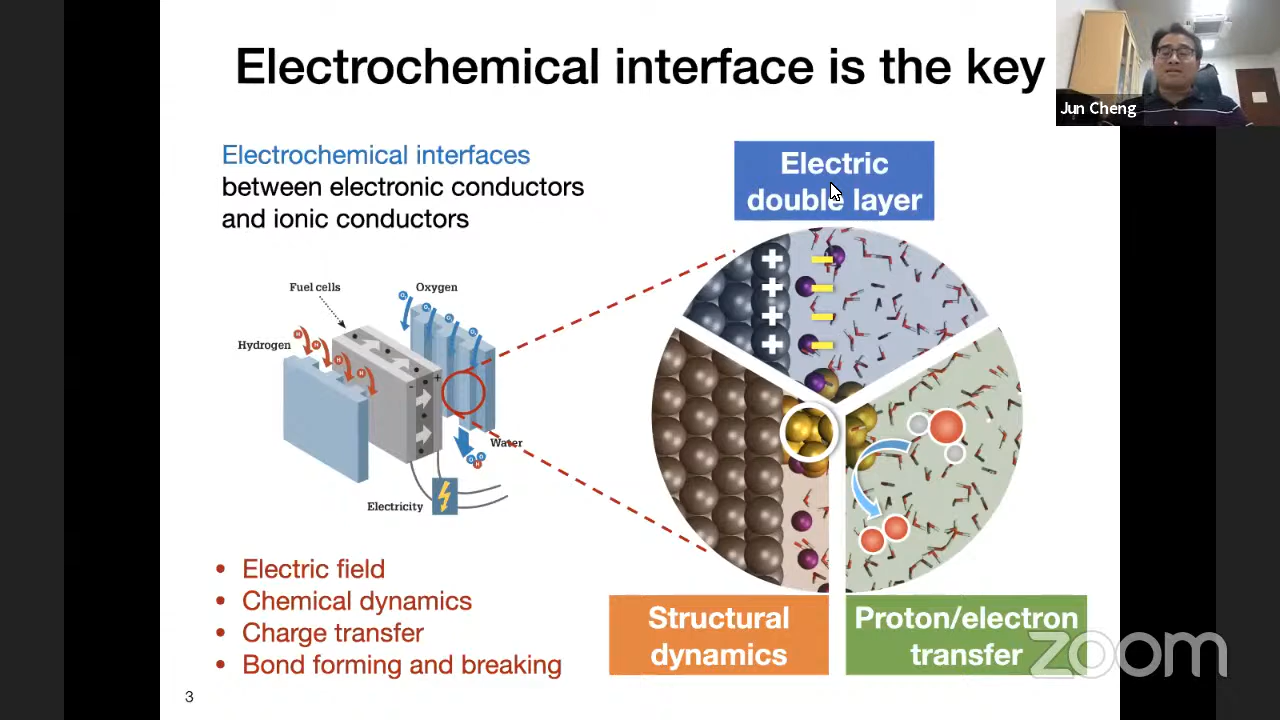 Electrochemical interface is the key
Jun Cheng
Electrochemical interfaces
between electronic conductors
and ionic conductors
Electric
double layer
Fuel cells
Oxygen
Hydrogen
Water
Electricity
• Electric field
• Chemical dynamics
• Charge transfer
• Bond forming and breaking
Structural
dynamics
Proton/electron
transfer
zoom
3